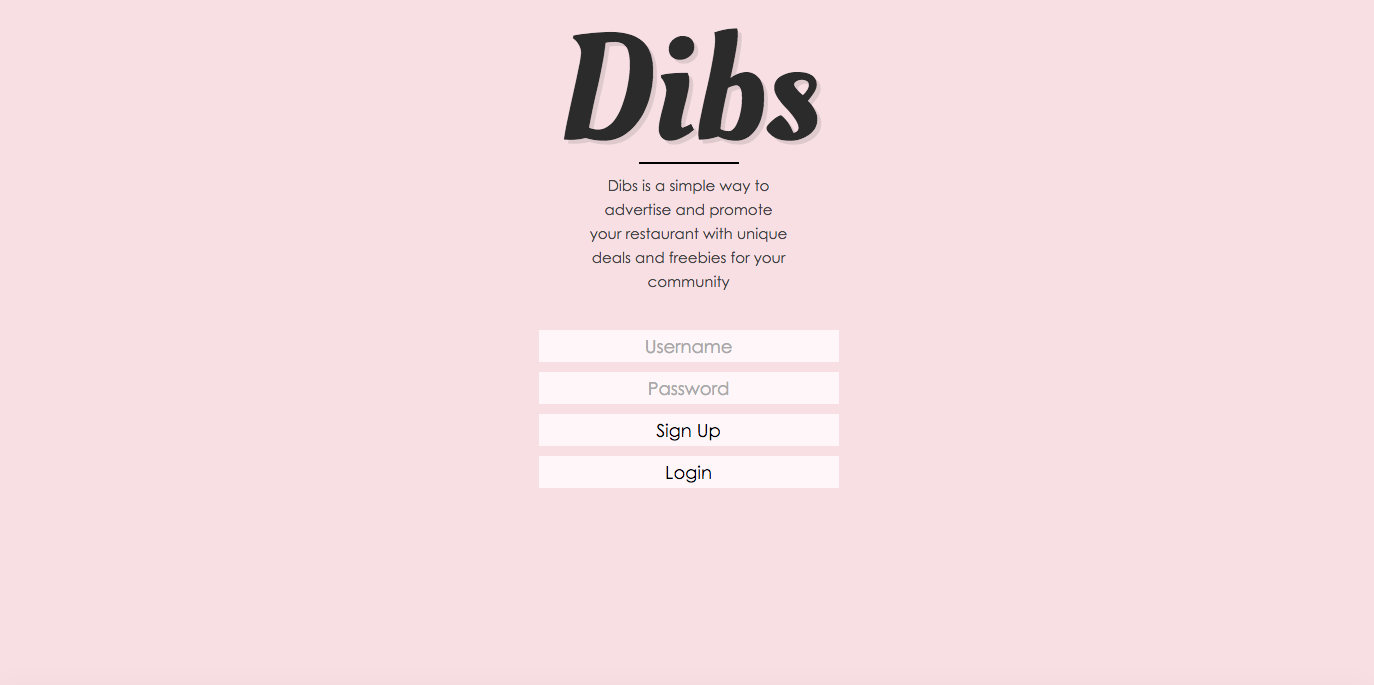 Dibs
Dibs is a simple way to
advertise and promote
your restaurant with unique
deals and freebies for your
community
Username
Password
Sign Up
Login